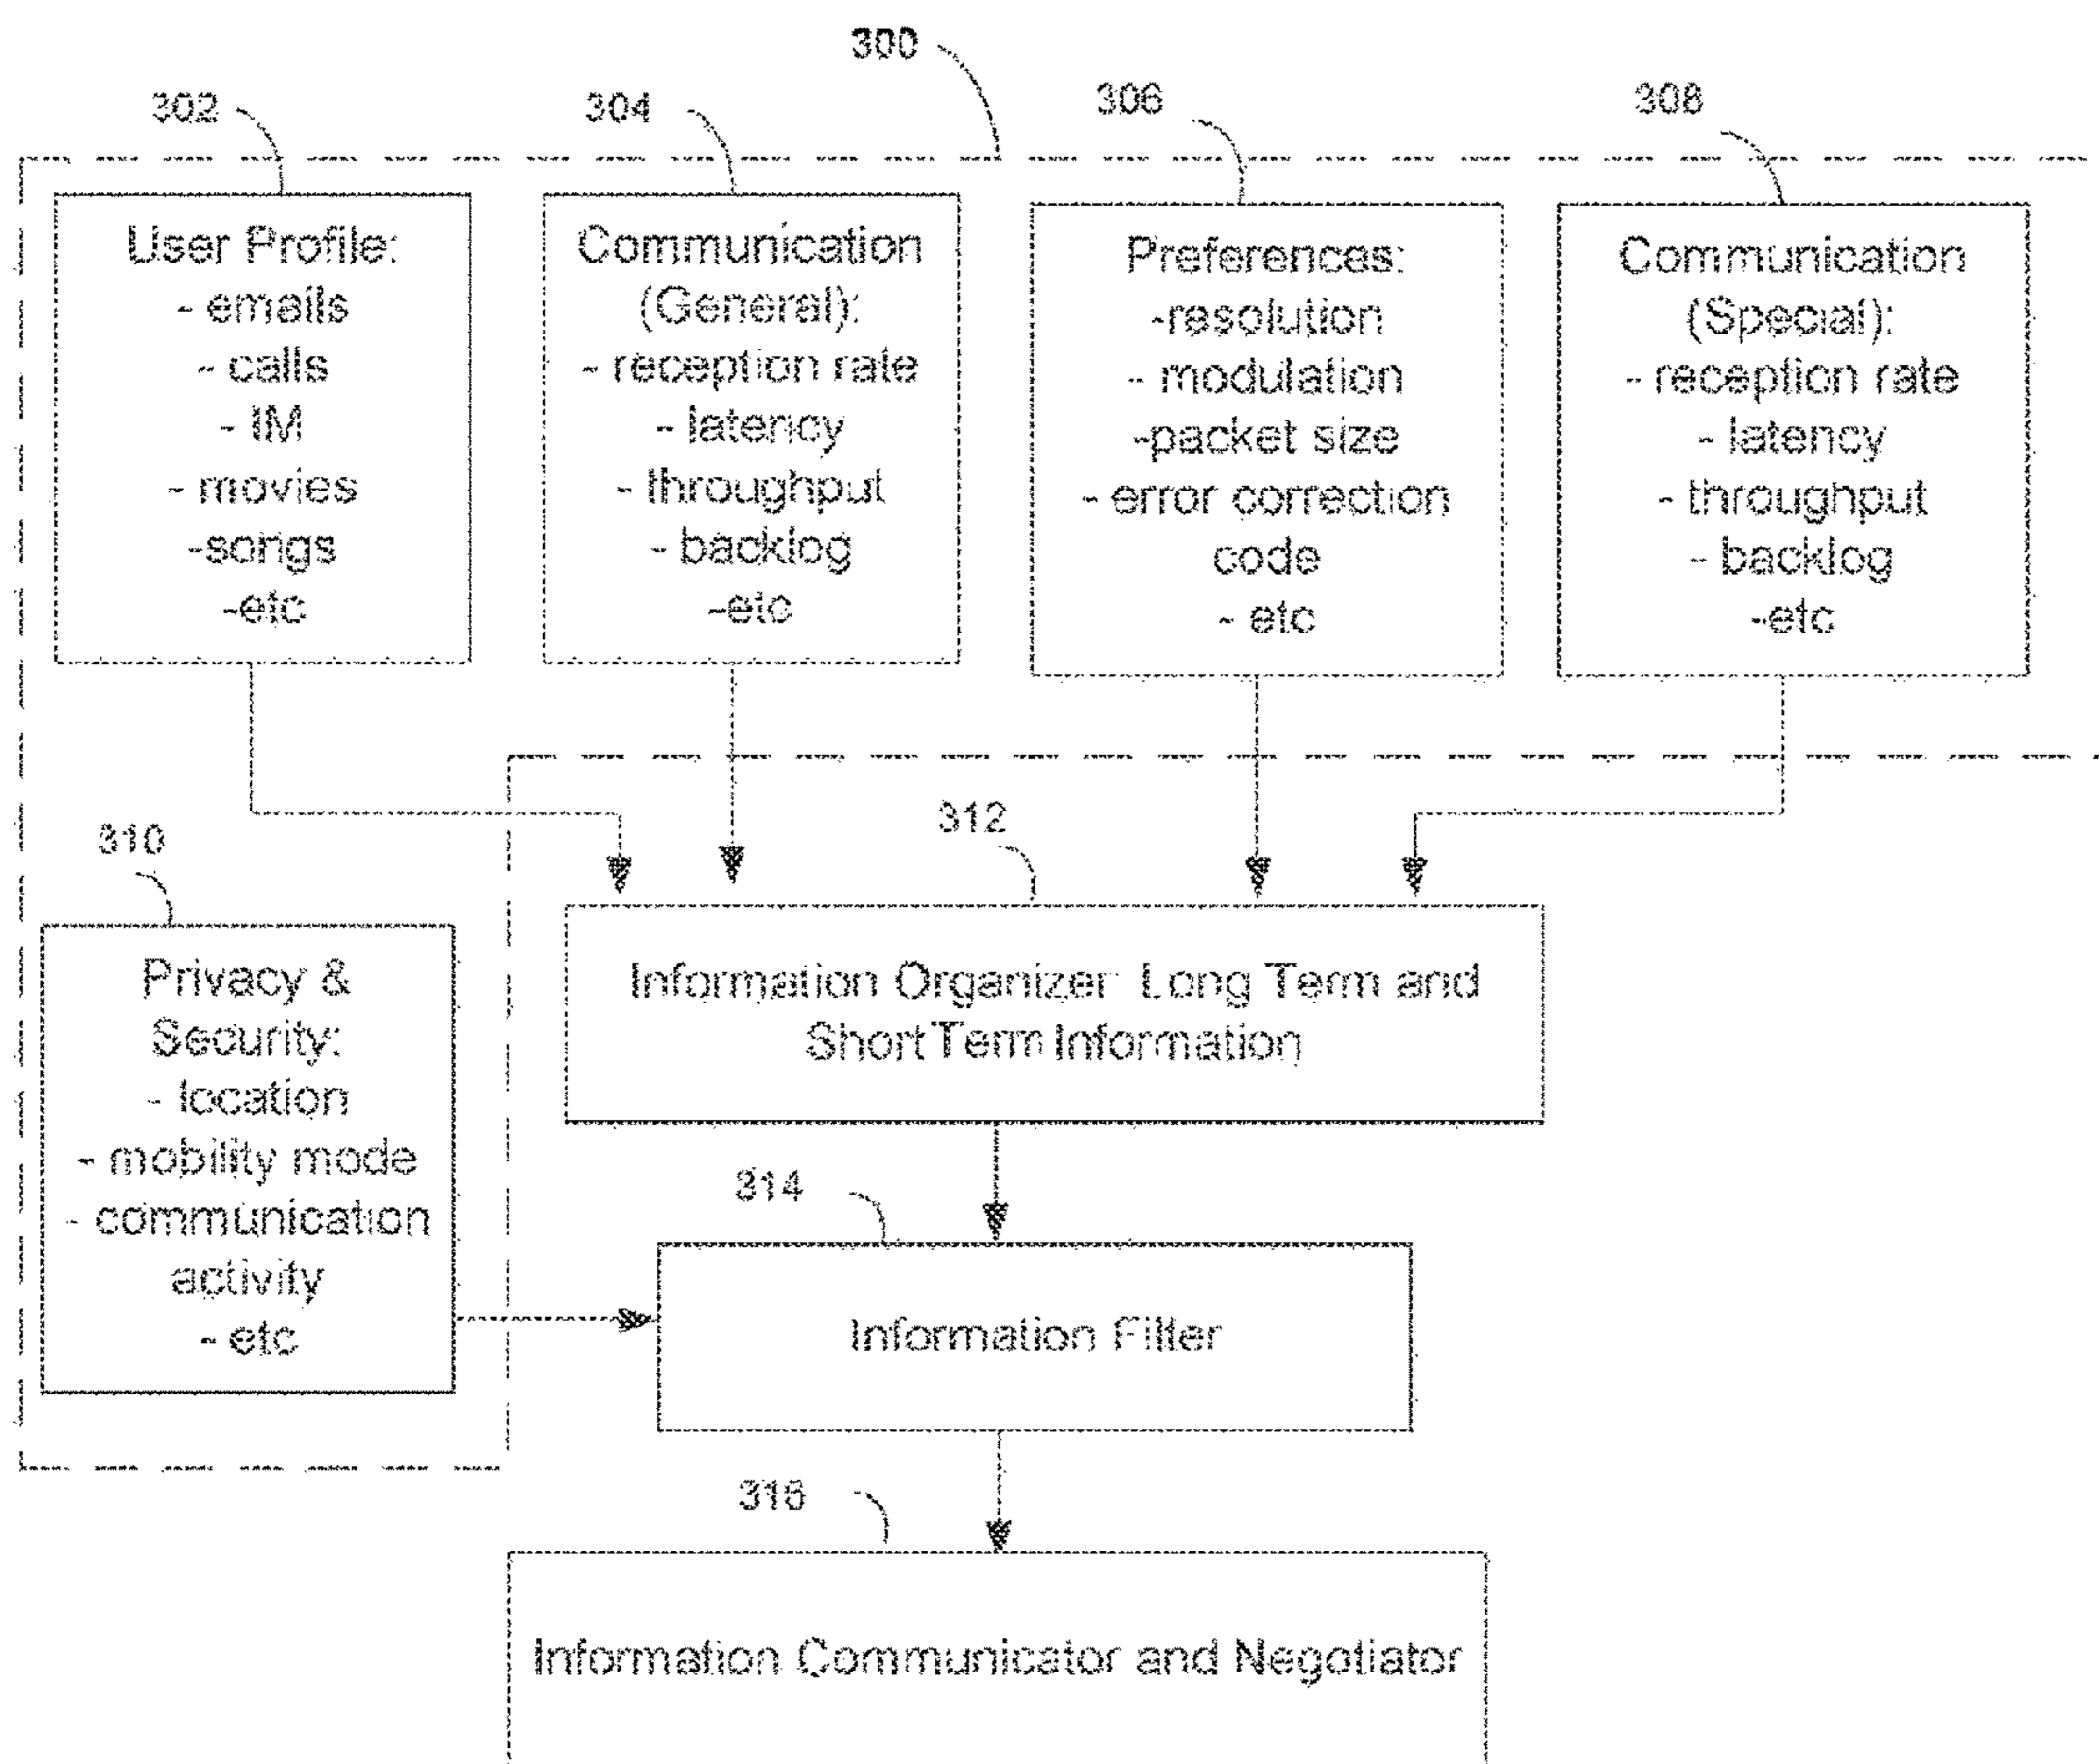 300
302
304
306
308
User Profile:
- emails
- calls
- IM
- movies
-songs
-etc
Communication
(General):
- reception rate
- latency
- throughput
- backlog
-etc
Preferences:
-resolution
- modulation
-packet size
- error correction
code
- etc
Communication
(Special):
- reception rate
- latency
- throughput
- backlog
-etc
310
312
Privacy &
Security:
- location
- mobility mode
- communication
activity
- etc
Information Organizer Long Term and
Short Term Information
314
Information Filter
316
Information Communicator and Negotiator